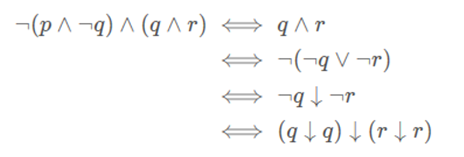 ¬(p ∧ ¬q) ∧ (q ∧ r) ⟺ q ∧ r
⟺ ¬(¬q ∨ ¬r)
⟺ ¬q ↓ ¬r
⟺ (q ↓ q) ↓ (r ↓ r)